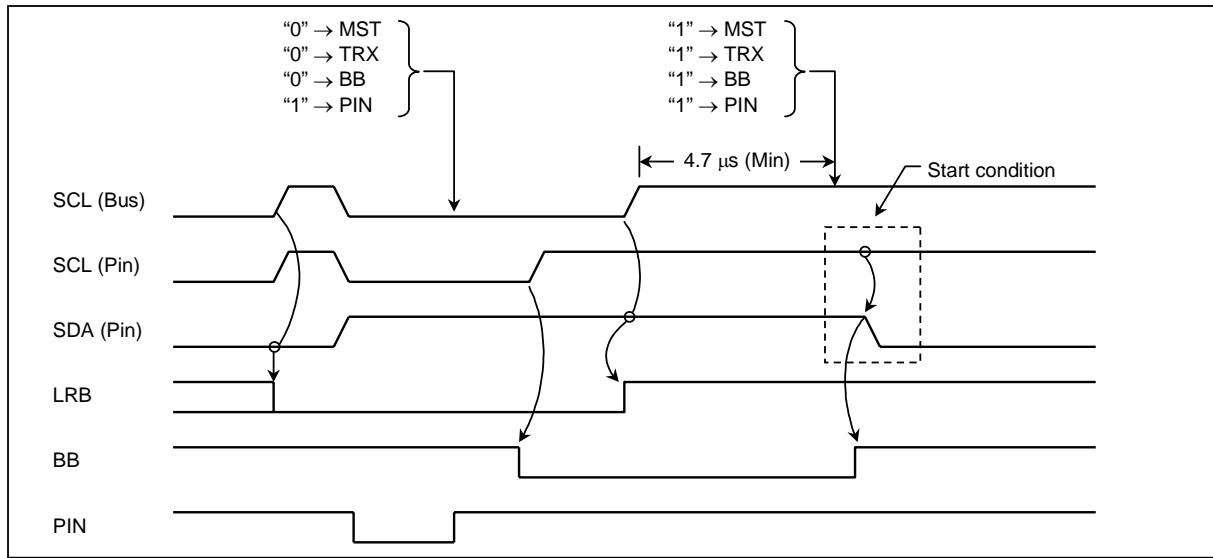 “0” → MST
“0” → TRX
“0” → BB
“1” → PIN
“1” → MST
“1” → TRX
“1” → BB
“1” → PIN
4.7 μs (Min)
Start condition
SCL (Bus)
SCL (Pin)
SDA (Pin)
LRB
BB
PIN